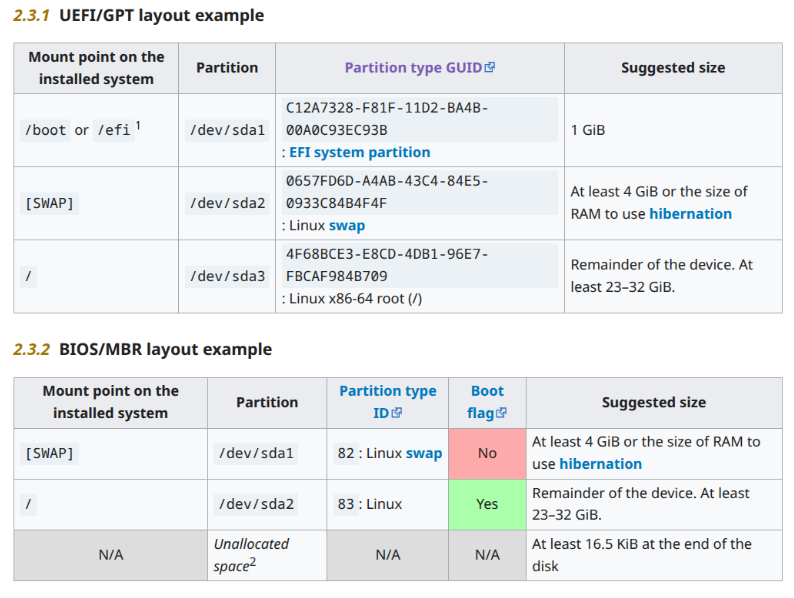 2.3.1 UEFI/GPT layout example
Mount point on the
installed system
Partition
Partition type GUID
Suggested size
/boot or /efi 1
/dev/sda1
C12A7328-F81F-11D2-BA4B-
00A0C93EC93B
: EFI system partition
1 GiB
[SWAP]
/dev/sda2
0657FD6D-A4AB-43C4-84E5-
0933C84B4F4F
: Linux swap
At least 4 GiB or the size of
RAM to use hibernation
/
/dev/sda3
4F68BCE3-E8CD-4DB1-96E7-
FBCAF984B709
: Linux x86-64 root (/)
Remainder of the device. At
least 23–32 GiB.
2.3.2 BIOS/MBR layout example
Mount point on the
installed system
Partition
Partition type
ID
Boot
flag
Suggested size
[SWAP]
/dev/sda1
82 : Linux swap
No
At least 4 GiB or the size of RAM to
use hibernation
/
/dev/sda2
83 : Linux
Yes
Remainder of the device. At least
23–32 GiB.
N/A
Unallocated
space2
N/A
N/A
At least 16.5 KiB at the end of the
disk